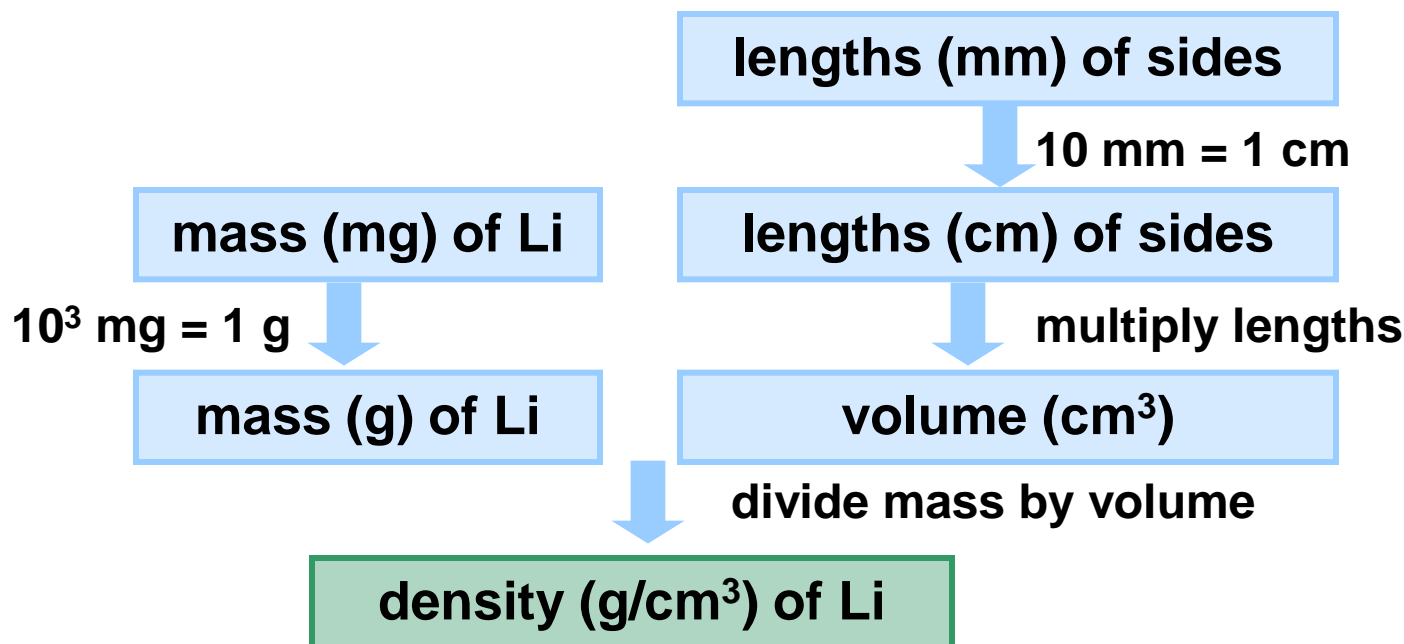 lengths (mm) of sides
10 mm = 1 cm
mass (mg) of Li
lengths (cm) of sides
10³ mg = 1 g
multiply lengths
mass (g) of Li
volume (cm³)
divide mass by volume
density (g/cm³) of Li